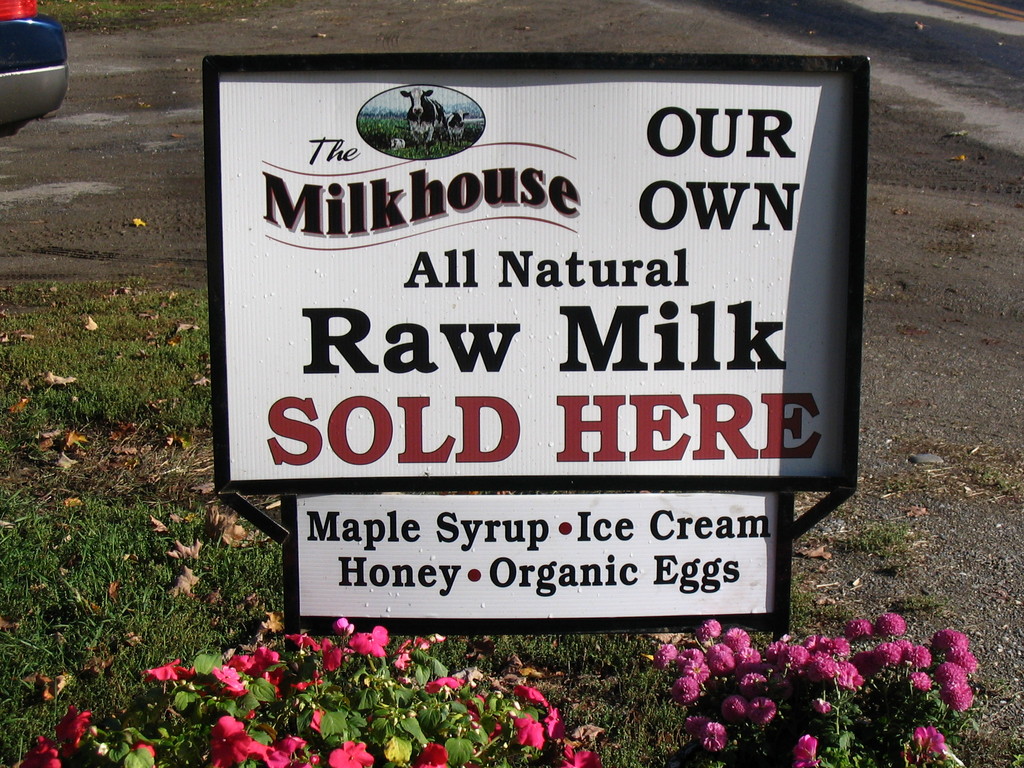 The
Milkhouse
OUR
OWN
All Natural
Raw Milk
SOLD HERE
Maple Syrup • Ice Cream
Honey • Organic Eggs